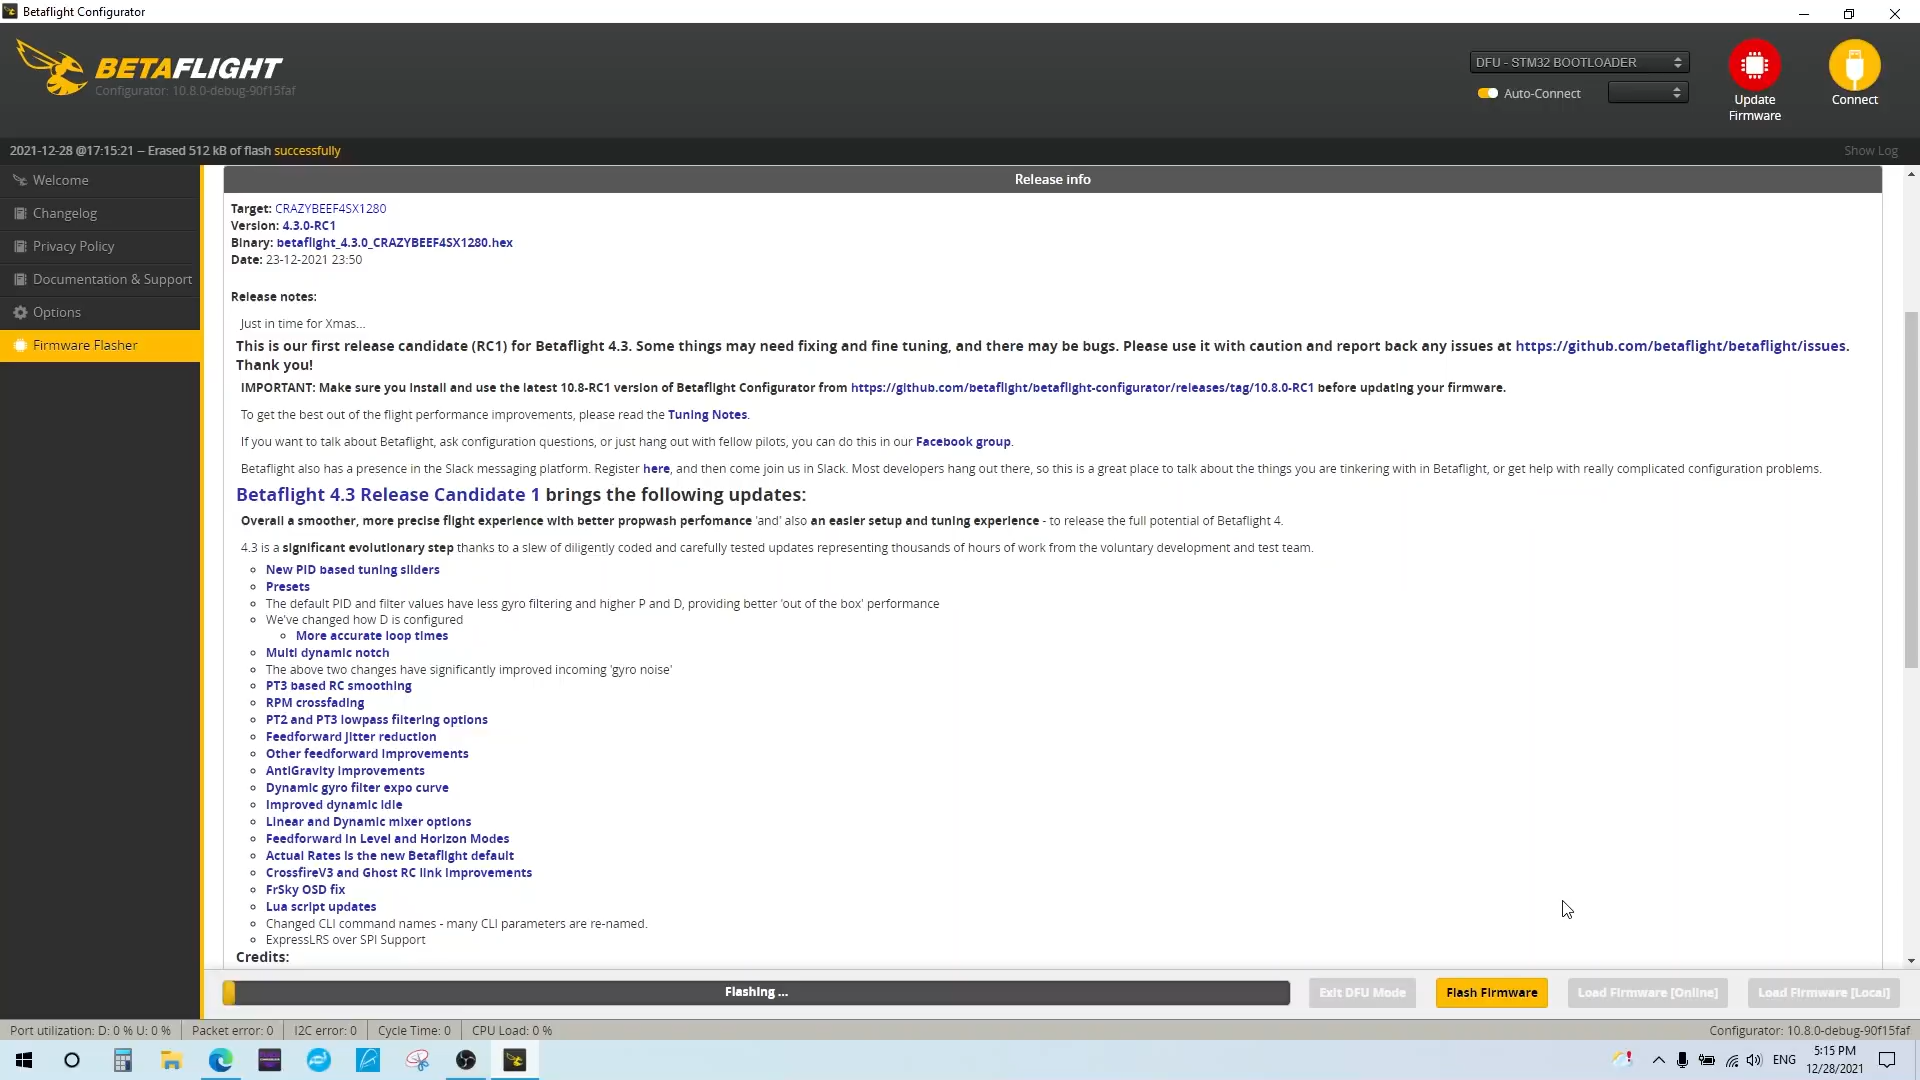 Betaflight Configurator
BETAFLIGHT
Configurator: 10.8.0-debug-90f15faf
DFU - STM32 BOOTLOADER
Auto-Connect
Update
Firmware
Connect
2021-12-28 @17:15:21 -- Erased 512 kB of flash successfully
Show Log
Welcome
Changelog
Privacy Policy
Documentation & Support
Options
Firmware Flasher
Release info
Target: CRAZYBEEF4SX1280
Version: 4.3.0-RC1
Binary: betaflight_4.3.0_CRAZYBEEF4SX1280.hex
Date: 23-12-2021 23:50
Release notes:
Just in time for Xmas...
This is our first release candidate (RC1) for Betaflight 4.3. Some things may need fixing and fine tuning, and there may be bugs. Please use it with caution and report back any issues at https://github.com/betaflight/betaflight/issues.
Thank you!
IMPORTANT: Make sure you install and use the latest 10.8-RC1 version of Betaflight Configurator from https://github.com/betaflight/betaflight-configurator/releases/tag/10.8.0-RC1 before updating your firmware.
To get the best out of the flight performance improvements, please read the Tuning Notes.
If you want to talk about Betaflight, ask configuration questions, or just hang out with fellow pilots, you can do this in our Facebook group.
Betaflight also has a presence in the Slack messaging platform. Register here, and then come join us in Slack. Most developers hang out there, so this is a great place to talk about the things you are tinkering with in Betaflight, or get help with really complicated configuration problems.
Betaflight 4.3 Release Candidate 1 brings the following updates:
Overall a smoother, more precise flight experience with better propwash perfomance 'and' also an easier setup and tuning experience - to release the full potential of Betaflight 4.
4.3 is a significant evolutionary step thanks to a slew of diligently coded and carefully tested updates representing thousands of hours of work from the voluntary development and test team.
New PID based tuning sliders
Presets
The default PID and filter values have less gyro filtering and higher P and D, providing better 'out of the box' performance
We've changed how D is configured
More accurate loop times
Multi dynamic notch
The above two changes have significantly improved incoming 'gyro noise'
PT3 based RC smoothing
RPM crossfading
PT2 and PT3 lowpass filtering options
Feedforward jitter reduction
Other feedforward improvements
AntiGravity improvements
Dynamic gyro filter expo curve
Improved dynamic idle
Linear and Dynamic mixer options
Feedforward in Level and Horizon Modes
Actual Rates is the new Betaflight default
CrossfireV3 and Ghost RC link improvements
FrSky OSD fix
Lua script updates
Changed CLI command names - many CLI parameters are re-named.
ExpressLRS over SPI Support
Credits:
Flashing ...
Exit DFU Mode
Flash Firmware
Load Firmware [Online]
Load Firmware [Local]
Port utilization: D: 0 % U: 0 %
Packet error: 0
I2C error: 0
Cycle Time: 0
CPU Load: 0 %
Configurator: 10.8.0-debug-90f15faf
ENG
5:15 PM
12/28/2021